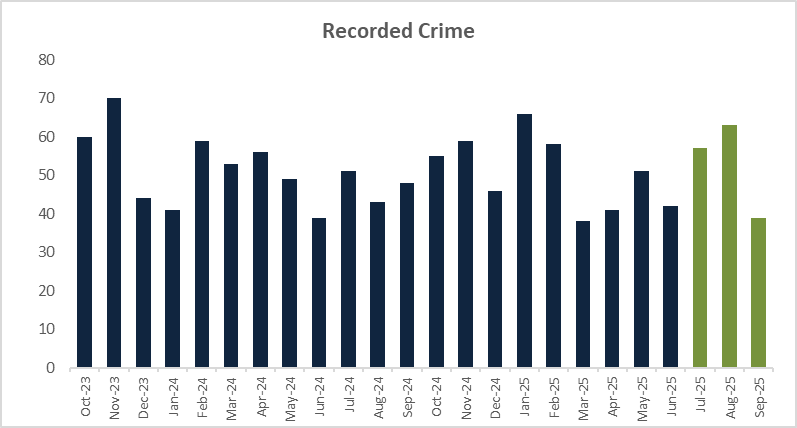 Recorded Crime
80
70
60
50
40
30
20
10
0
Oct-23
Nov-23
Dec-23
Jan-24
Feb-24
Mar-24
Apr-24
May-24
Jun-24
Jul-24
Aug-24
Sep-24
Oct-24
Nov-24
Dec-24
Jan-25
Feb-25
Mar-25
Apr-25
May-25
Jun-25
Jul-25
Aug-25
Sep-25